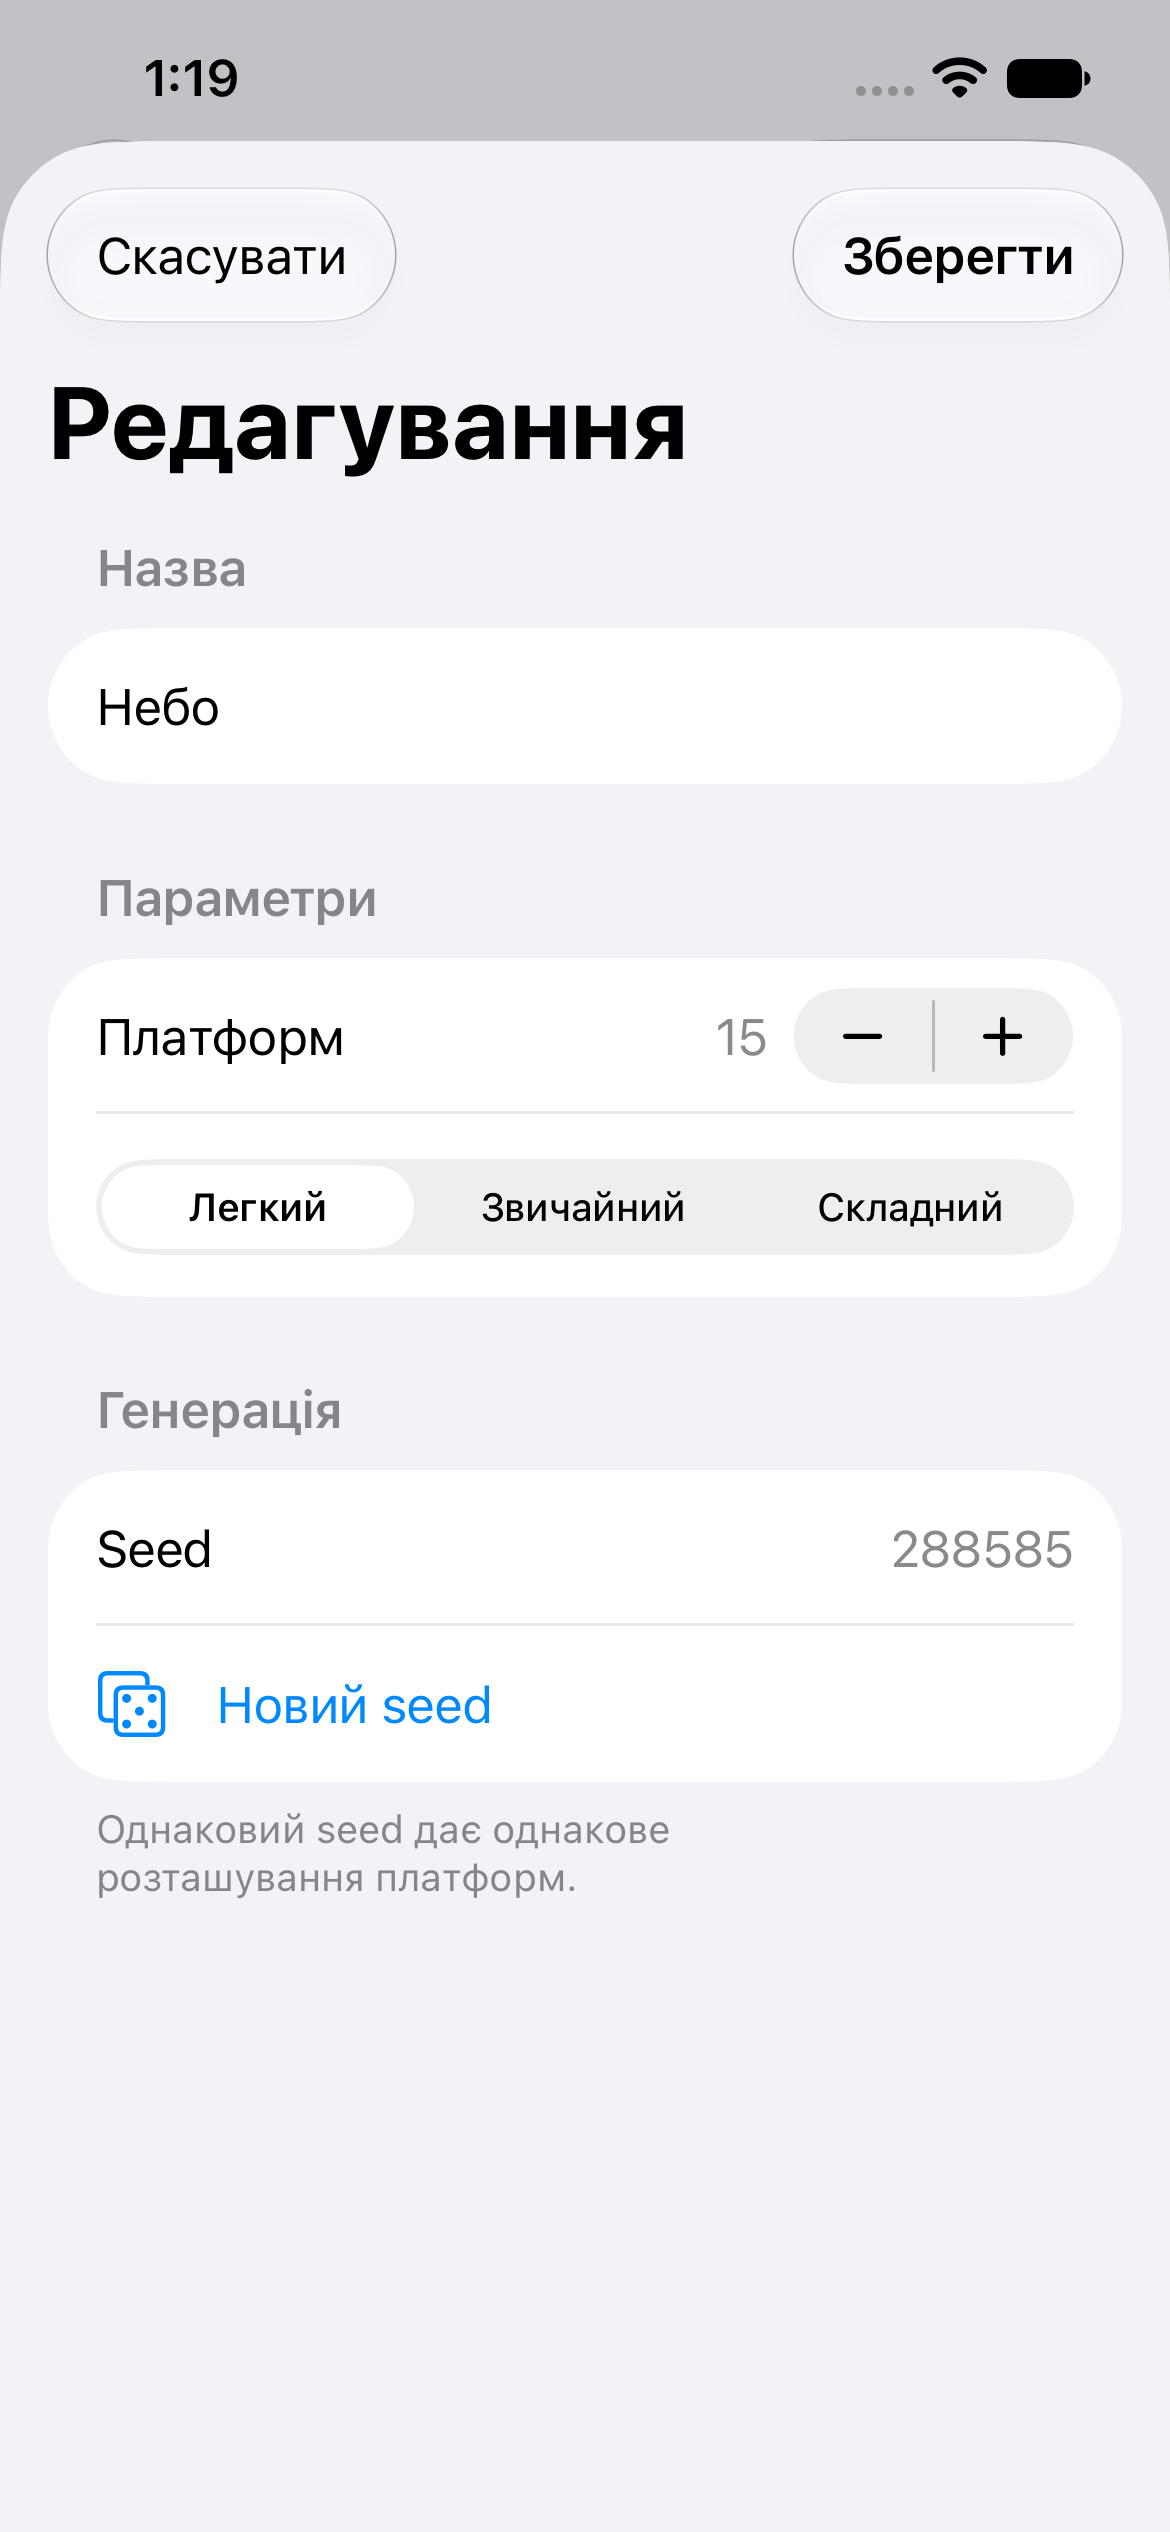 1:19
Скасувати
Зберегти
Редагування
Назва
Небо
Параметри
Платформ
15
Легкий
Звичайний
Складний
Генерація
Seed
288585
Новий seed
Однаковий seed дає однакове
розташування платформ.